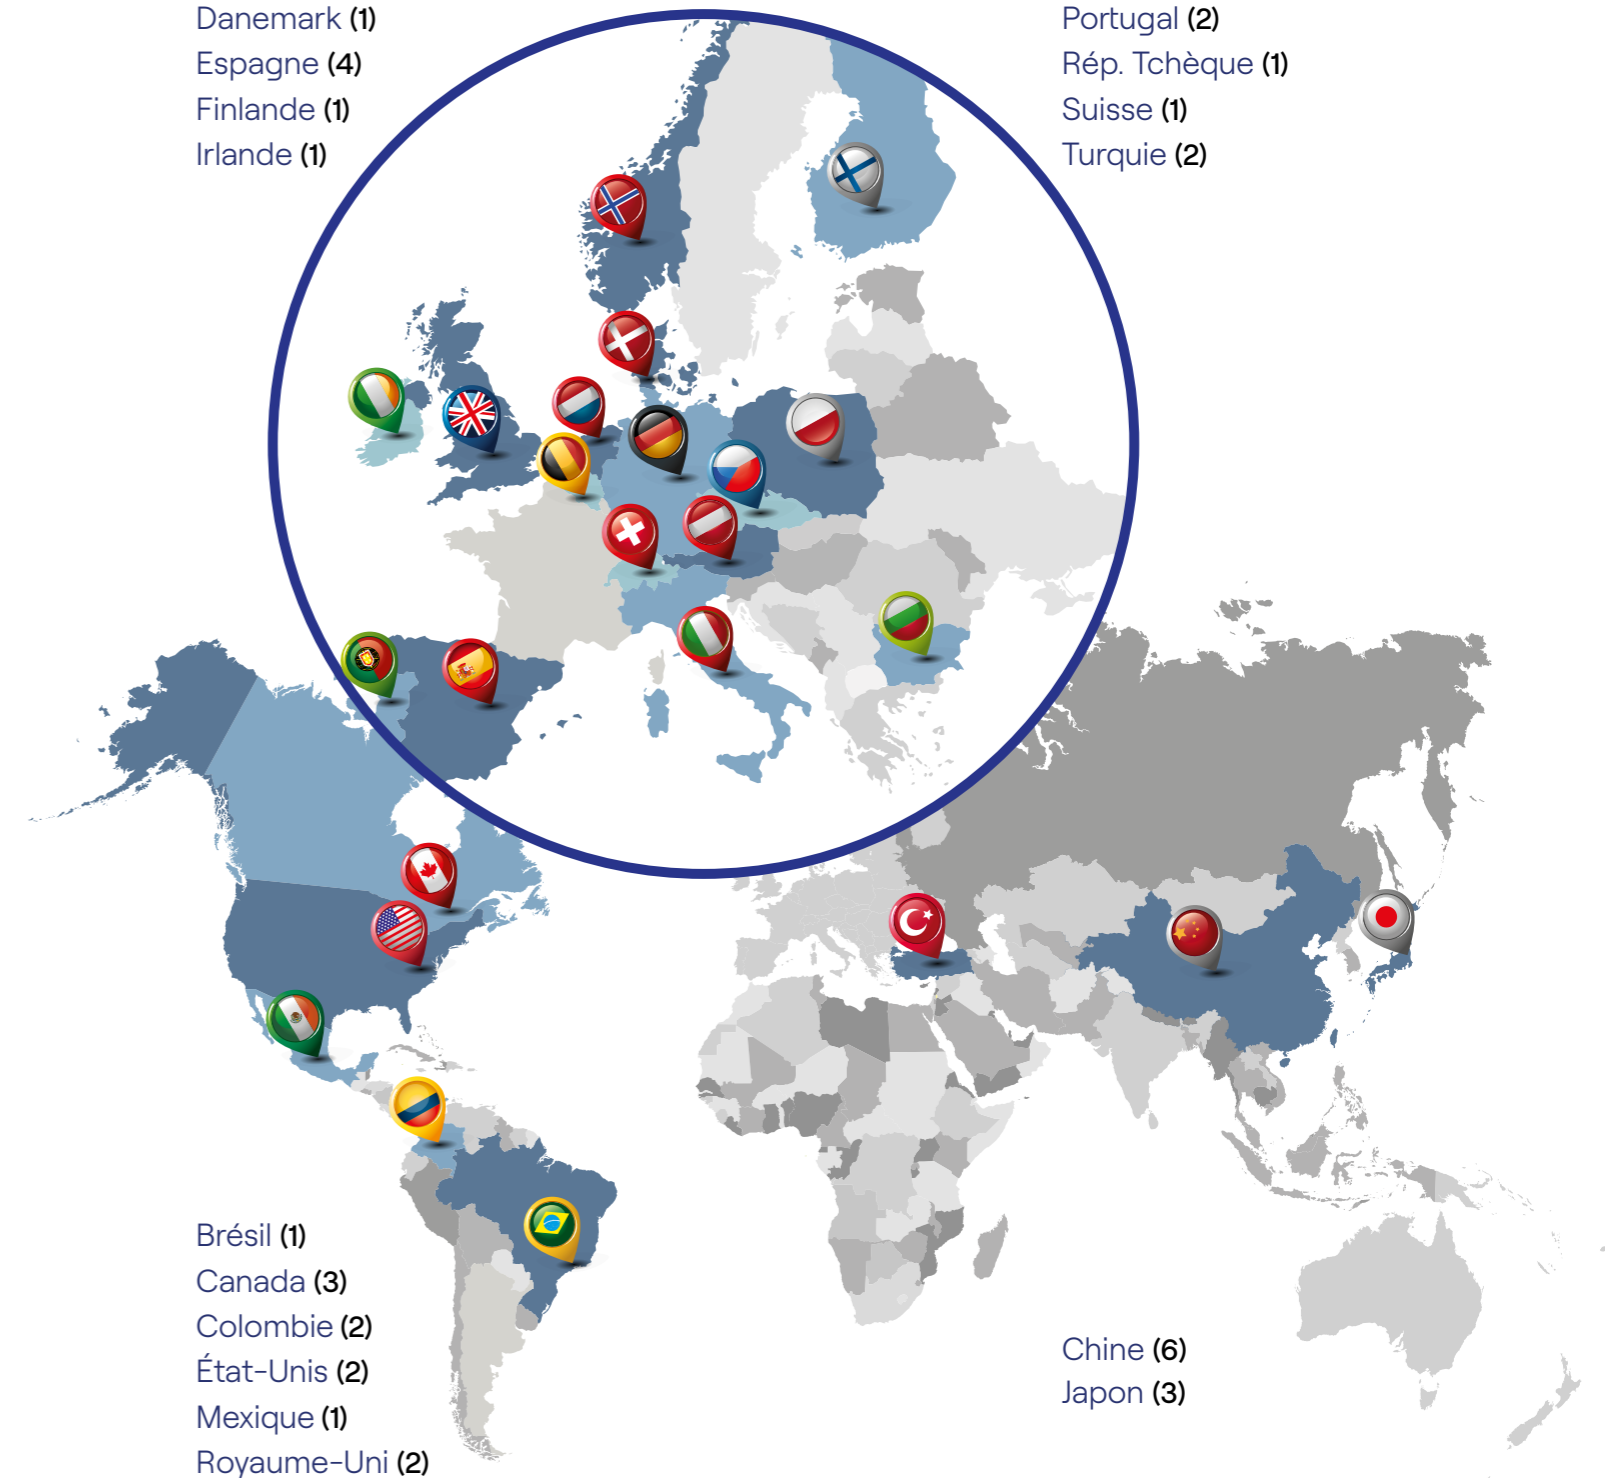 Danemark (1)
Espagne (4)
Finlande (1)
Irlande (1)
Portugal (2)
Rép. Tchèque (1)
Suisse (1)
Turquie (2)
Brésil (1)
Canada (3)
Colombie (2)
État-Unis (2)
Mexique (1)
Royaume-Uni (2)
Chine (6)
Japon (3)